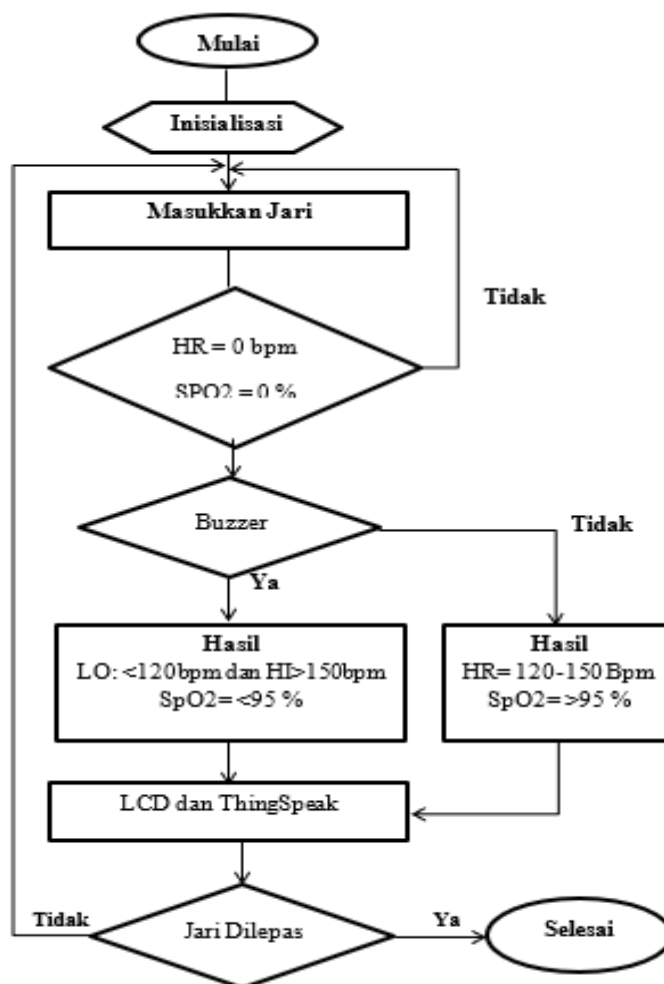 Mulai
Inisialisasi
Masukkan Jari
Tidak
HR = 0 bpm
SPO2 = 0 %
Buzzer
Tidak
Ya
Hasil
LO: <120bpm dan HI>150bpm
SpO2= <95 %
Hasil
HR= 120-150 Bpm
SpO2= >95 %
LCD dan ThingSpeak
Tidak
Jari Dilepas
Ya
Selesai